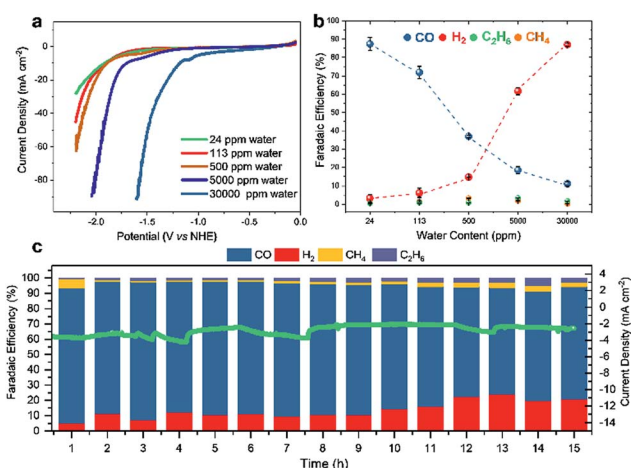 a
Current Density (mA cm⁻²)
0
-20
-40
-60
-80
24 ppm water
113 ppm water
500 ppm water
5000 ppm water
30000 ppm water
-2.0 -1.5 -1.0 -0.5 0.0
Potential (V vs NHE)
b
CO H₂ C₂H₆ CH₄
Faradaic Efficiency (%)
100
90
80
70
60
50
40
30
20
10
0
24 113 500 5000 30000
Water Content (ppm)
c
CO H₂ CH₄ C₂H₆
Faradaic Efficiency (%)
100
90
80
70
60
50
40
30
20
10
0
4
2
0
-2
-4
-6
-8
-10
-12
-14
Current Density (mA cm⁻²)
1 2 3 4 5 6 7 8 9 10 11 12 13 14 15
Time (h)